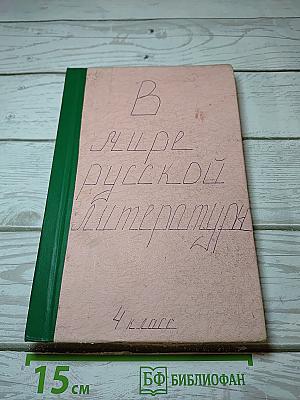 В
мире
русской
литературы
4 класс
15 см
БФ БИБЛИОФАН